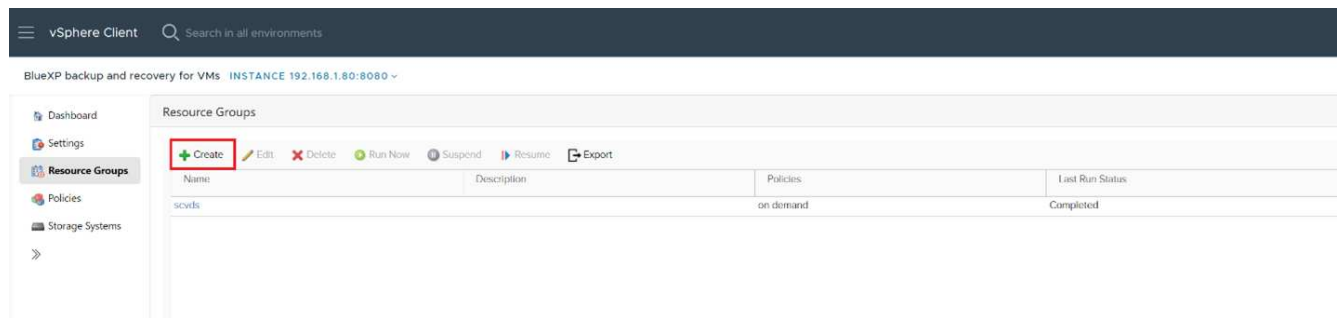 vSphere Client Search in all environments
BlueXP backup and recovery for VMs INSTANCE 192.168.1.80:8080
Dashboard
Settings
Resource Groups
Policies
Storage Systems
Resource Groups
Create Edit Delete Run Now Suspend Resume Export
Name Description Policies Last Run Status
scvds on demand Completed